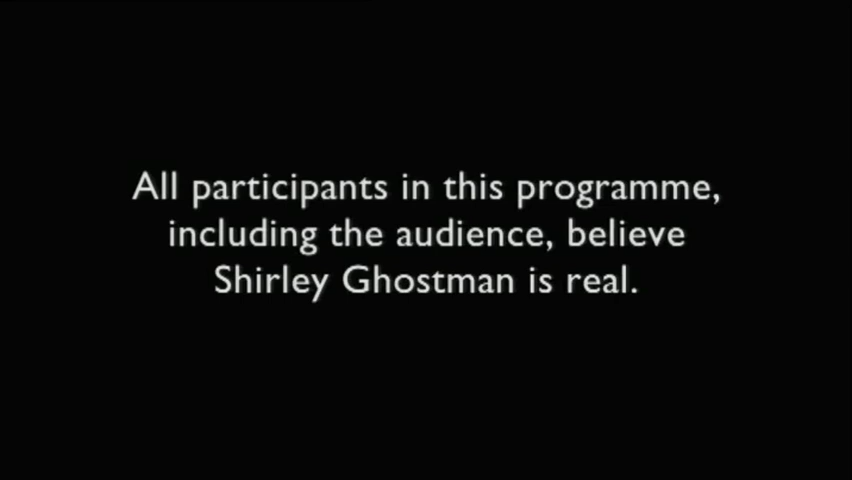 All participants in this programme,
including the audience, believe
Shirley Ghostman is real.